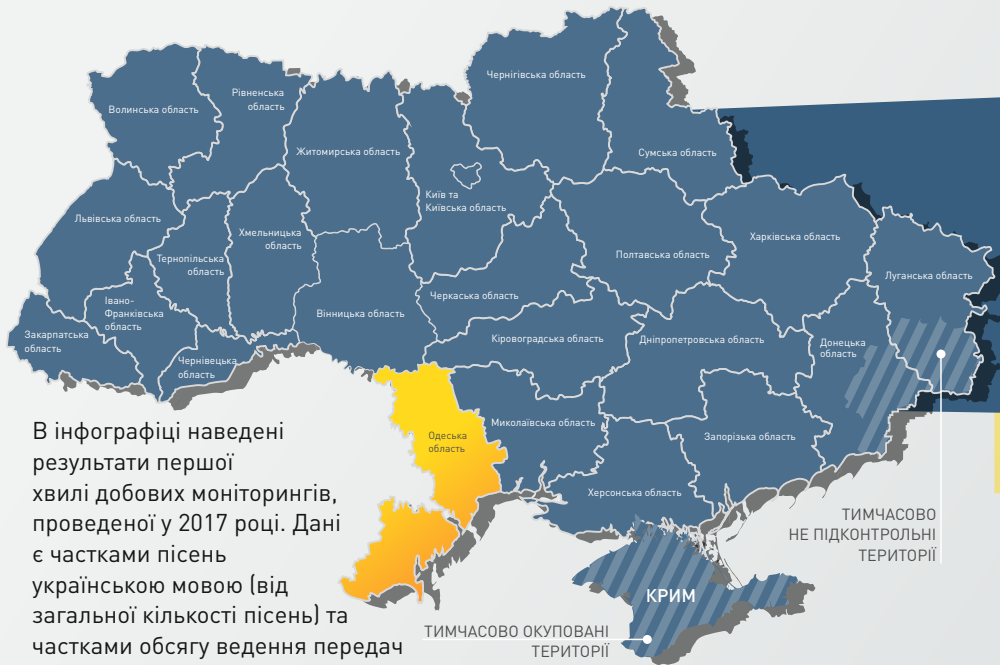 Чернігівська область
Рівненська
область
Волинська область
Житомирська область
Сумська область
Київ та
Київська область
Львівська область
Хмельницька
область
Тернопільська
область
Харківська область
Полтавська область
Луганська область
Черкаська область
Івано-
Франківська
область
Вінницька область
Закарпатська
область
Чернівецька
область
Кіровоградська область
Дніпропетровська область
Донецька
область
Одеська
область
Миколаївська область
Запорізька область
Херсонська область
В інфографіці наведені
результати першої
хвилі добових моніторингів,
проведеної у 2017 році. Дані
є частками пісень
українською мовою (від
загальної кількості пісень) та
частками обсягу ведення передач
ТИМЧАСОВО
НЕ ПІДКОНТРОЛЬНІ
ТЕРИТОРІЇ
КРИМ
ТИМЧАСОВО ОКУПОВАНІ
ТЕРИТОРІЇ